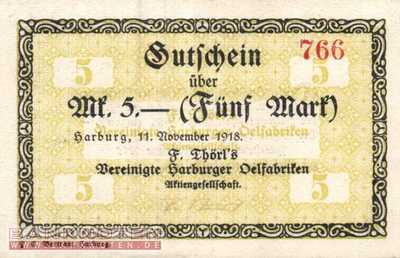 Gutschein
766
über
5
5
Mk. 5.— (Fünf Mark)
Harburg, 11. November 1918.
F. Thörl's
Vereinigte Harburger Oelfabriken
Aktiengesellschaft.
5
5